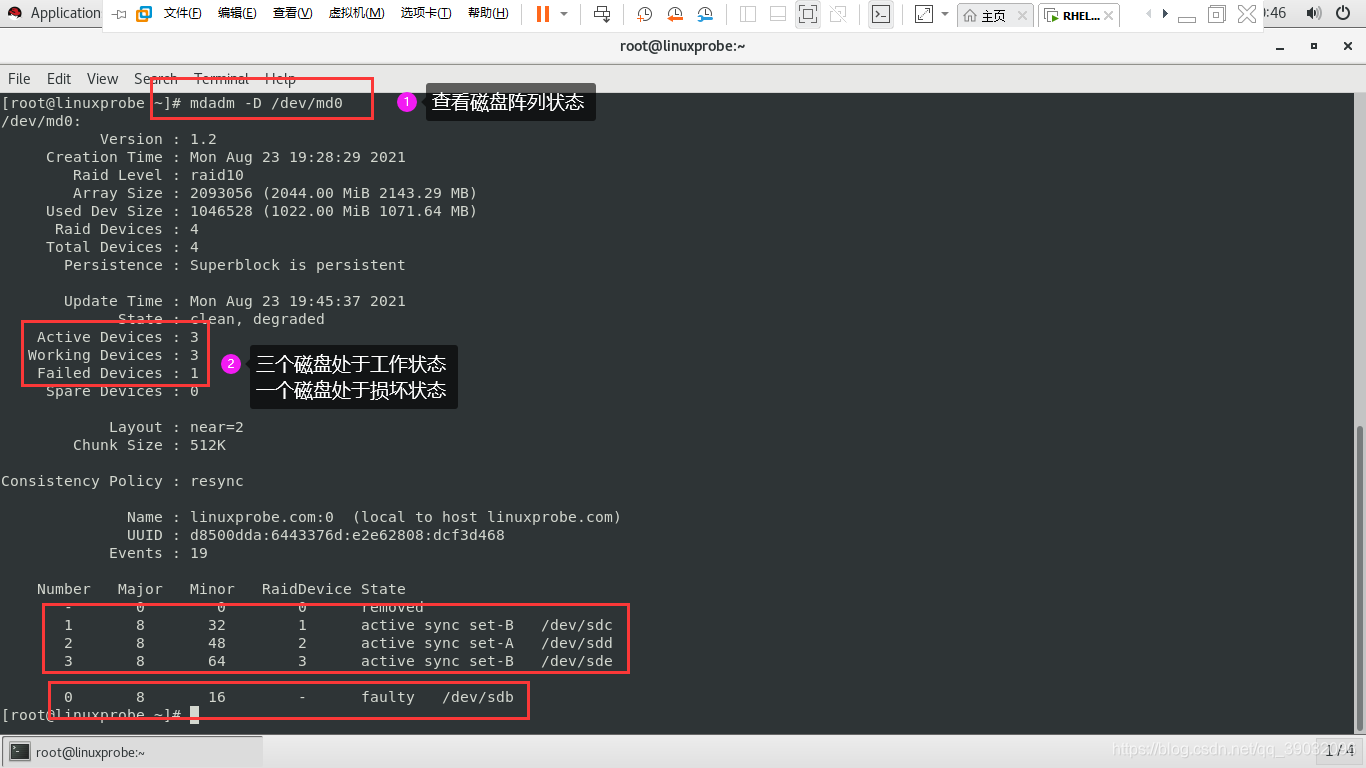 Application 文件(F) 编辑(E) 查看(V) 虚拟机(M) 选项卡(T) 帮助(H) 主页 RHEL... :46
root@linuxprobe:~
File Edit View Search Terminal Help
[root@linuxprobe ~]# mdadm -D /dev/md0
1 查看磁盘阵列状态
/dev/md0:
Version : 1.2
Creation Time : Mon Aug 23 19:28:29 2021
Raid Level : raid10
Array Size : 2093056 (2044.00 MiB 2143.29 MB)
Used Dev Size : 1046528 (1022.00 MiB 1071.64 MB)
Raid Devices : 4
Total Devices : 4
Persistence : Superblock is persistent
Update Time : Mon Aug 23 19:45:37 2021
State : clean, degraded
Active Devices : 3
Working Devices : 3
Failed Devices : 1
2 三个磁盘处于工作状态
一个磁盘处于损坏状态
Spare Devices : 0
Layout : near=2
Chunk Size : 512K
Consistency Policy : resync
Name : linuxprobe.com:0 (local to host linuxprobe.com)
UUID : d8500dda:6443376d:e2e62808:dcf3d468
Events : 19
Number Major Minor RaidDevice State
- 0 0 0 removed
1 8 32 1 active sync set-B /dev/sdc
2 8 48 2 active sync set-A /dev/sdd
3 8 64 3 active sync set-B /dev/sde
0 8 16 - faulty /dev/sdb
[root@linuxprobe ~]#
root@linuxprobe:~
1 / 4